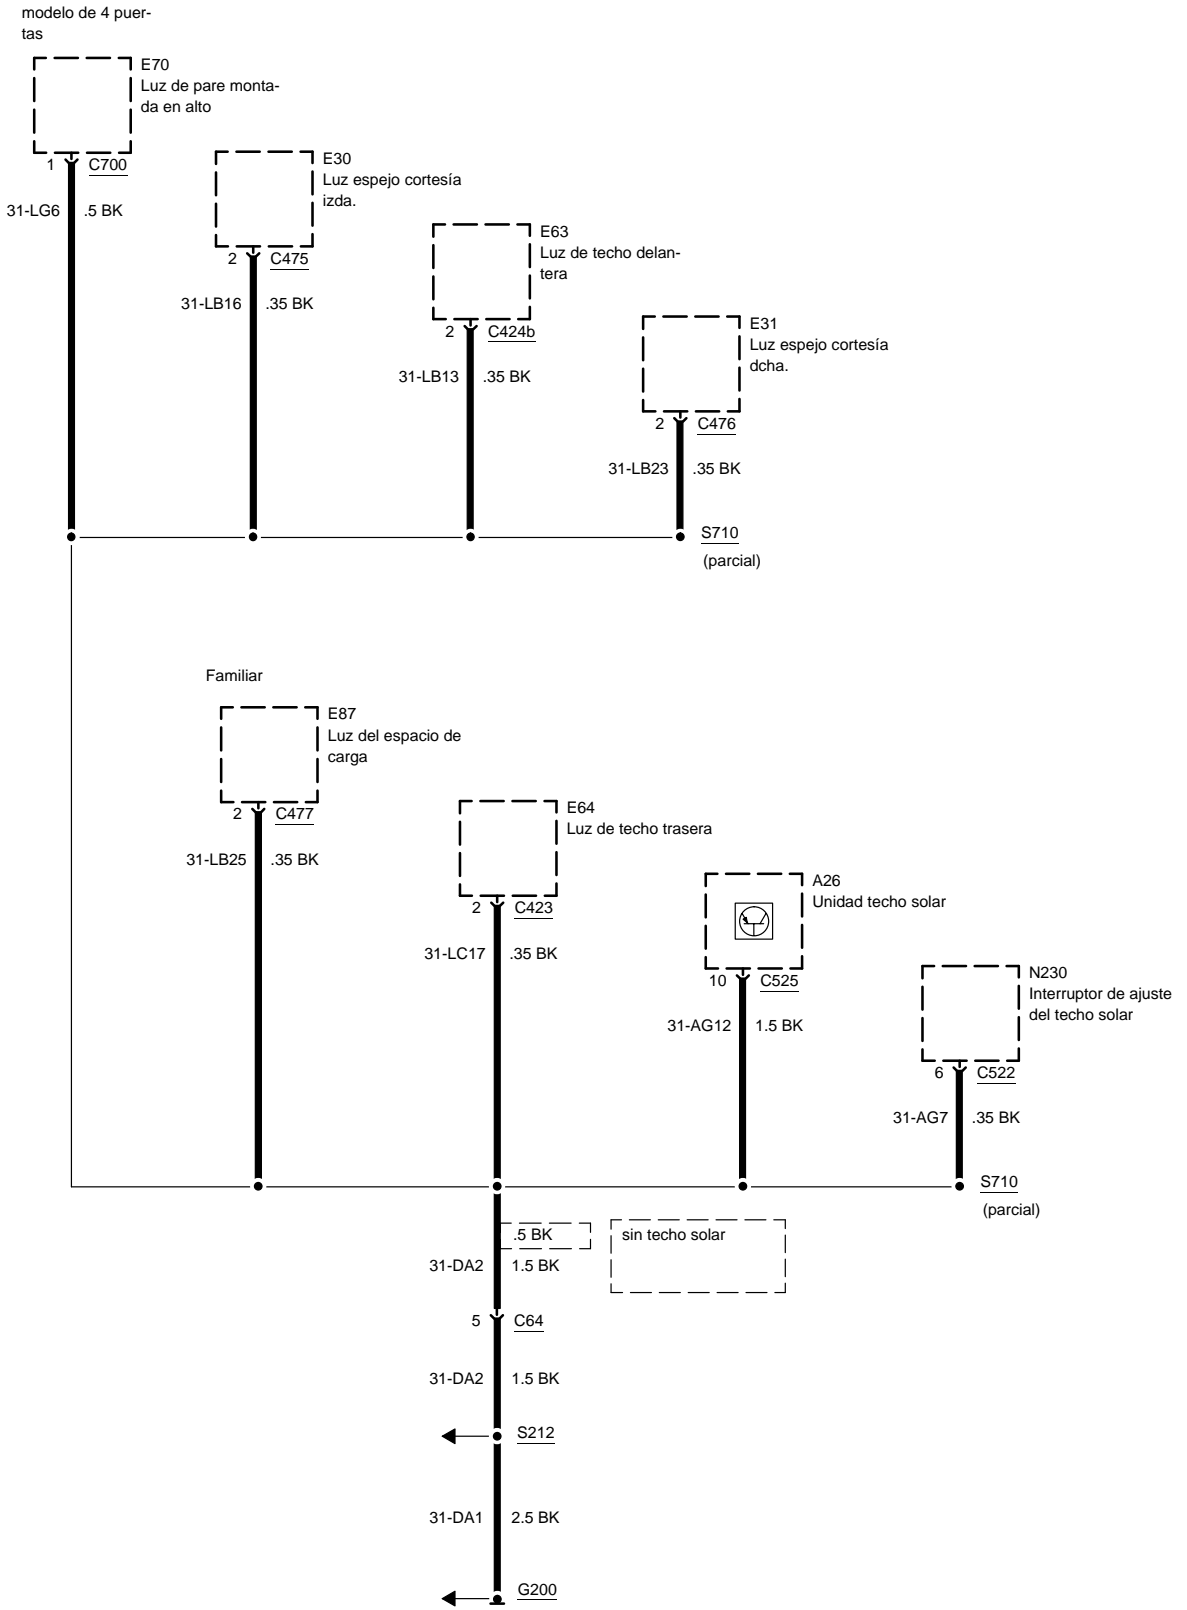 modelo de 4 puer-
tas
E70
Luz de pare monta-
da en alto
1 C700
31-LG6 .5 BK
E30
Luz espejo cortesía
izda.
2 C475
31-LB16 .35 BK
E63
Luz de techo delan-
tera
2 C424b
31-LB13 .35 BK
E31
Luz espejo cortesía
dcha.
2 C476
31-LB23 .35 BK
S710
(parcial)
Familiar
E87
Luz del espacio de
carga
2 C477
31-LB25 .35 BK
E64
Luz de techo trasera
2 C423
31-LC17 .35 BK
A26
Unidad techo solar
10 C525
31-AG12 1.5 BK
N230
Interruptor de ajuste
del techo solar
6 C522
31-AG7 .35 BK
S710
(parcial)
.5 BK
sin techo solar
31-DA2 1.5 BK
5 C64
31-DA2 1.5 BK
S212
31-DA1 2.5 BK
G200